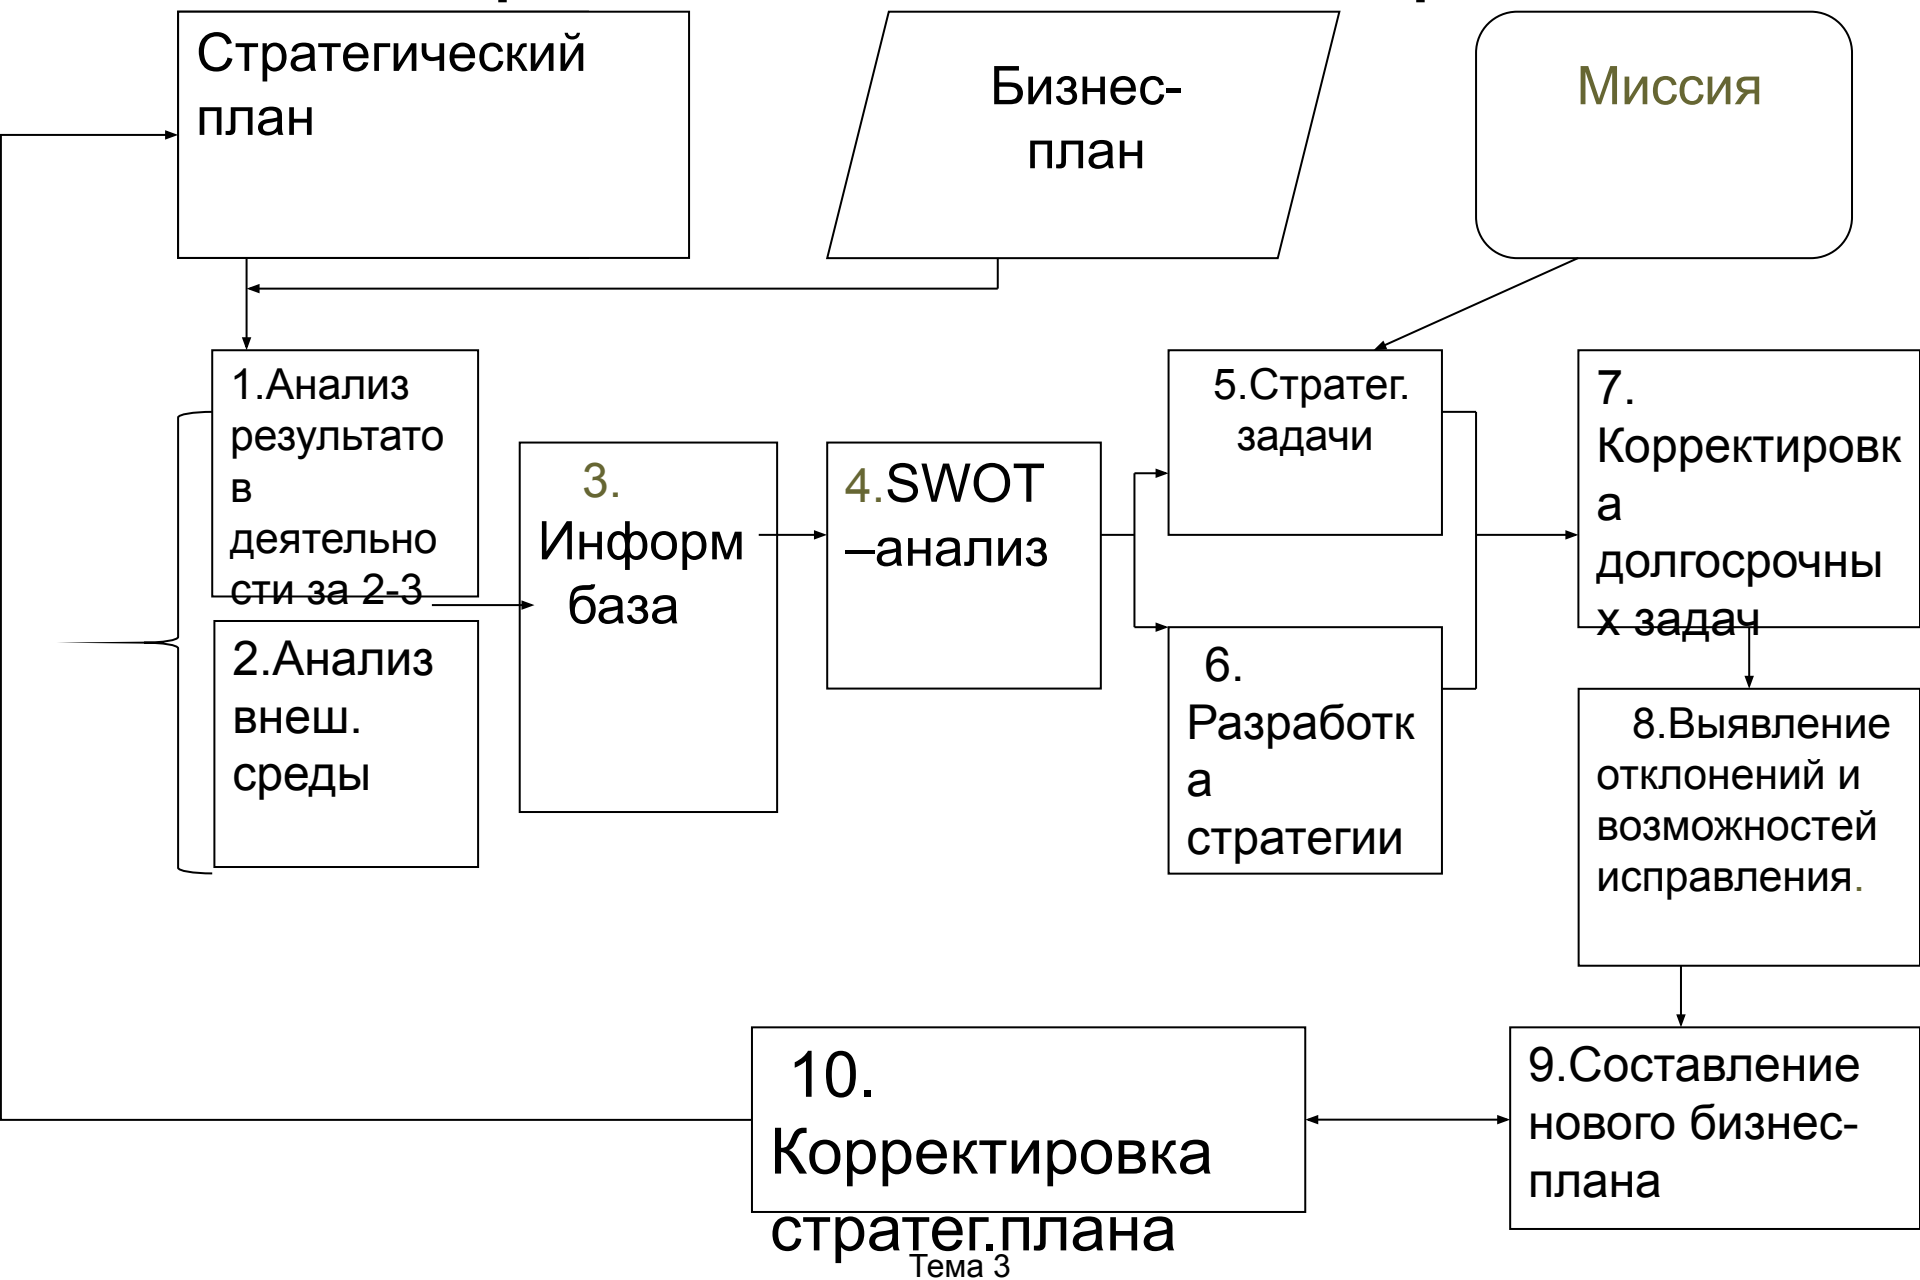 Стратегический
план
Бизнес-
план
Миссия
1.Анализ
результато
в
деятельно
сти за 2-3
2.Анализ
внеш.
среды
3.
Информ
база
4.SWOT
–анализ
5.Стратег.
задачи
6.
Разработк
а
стратегии
7.
Корректировк
а
долгосрочны
х задач
8.Выявление
отклонений и
возможностей
исправления.
9.Составление
нового бизнес-
плана
10.
Корректировка
стратег.плана
Тема 3